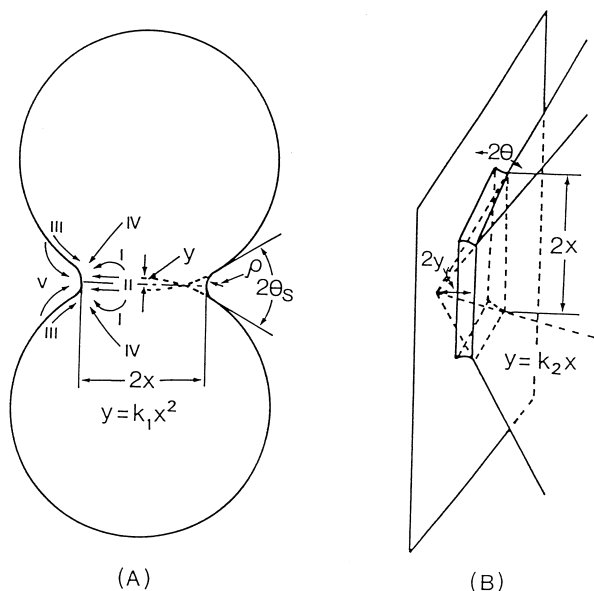 III
IV
I
y
ρ
V
II
2θS
III
I
IV
2x
y=k₁x²
(A)
2θ
2x
2y
y=k₂x
(B)